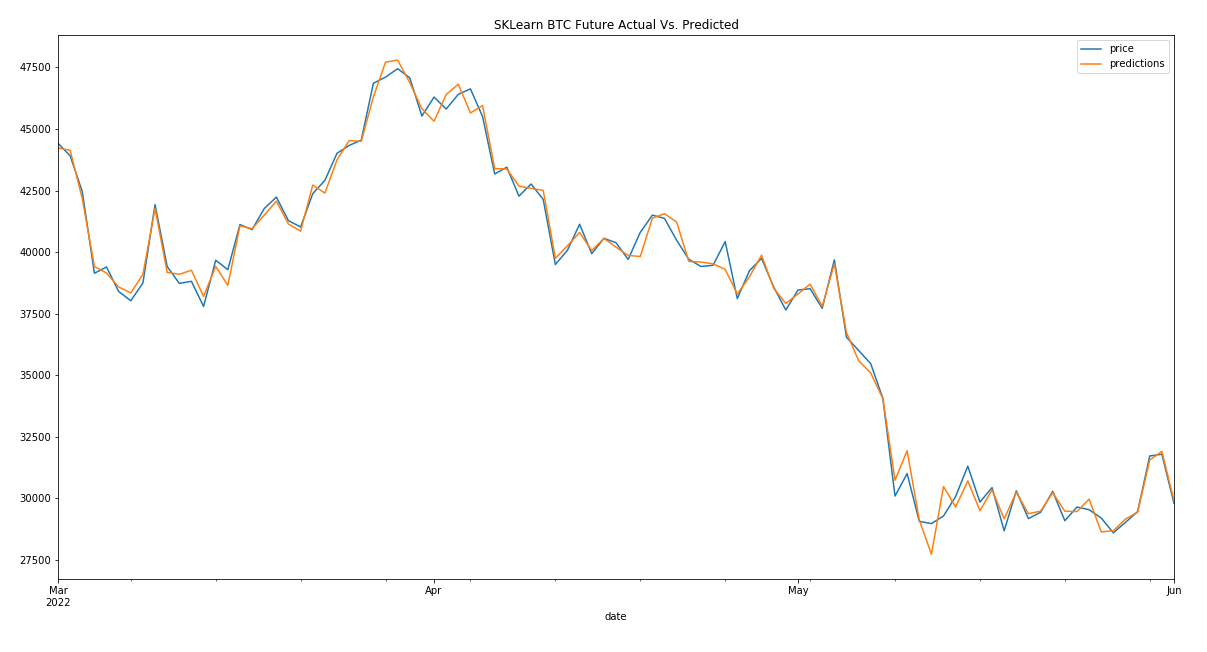 SKLearn BTC Future Actual Vs. Predicted
price
predictions
47500
45000
42500
40000
37500
35000
32500
30000
27500
Mar
2022
Apr
May
Jun
date